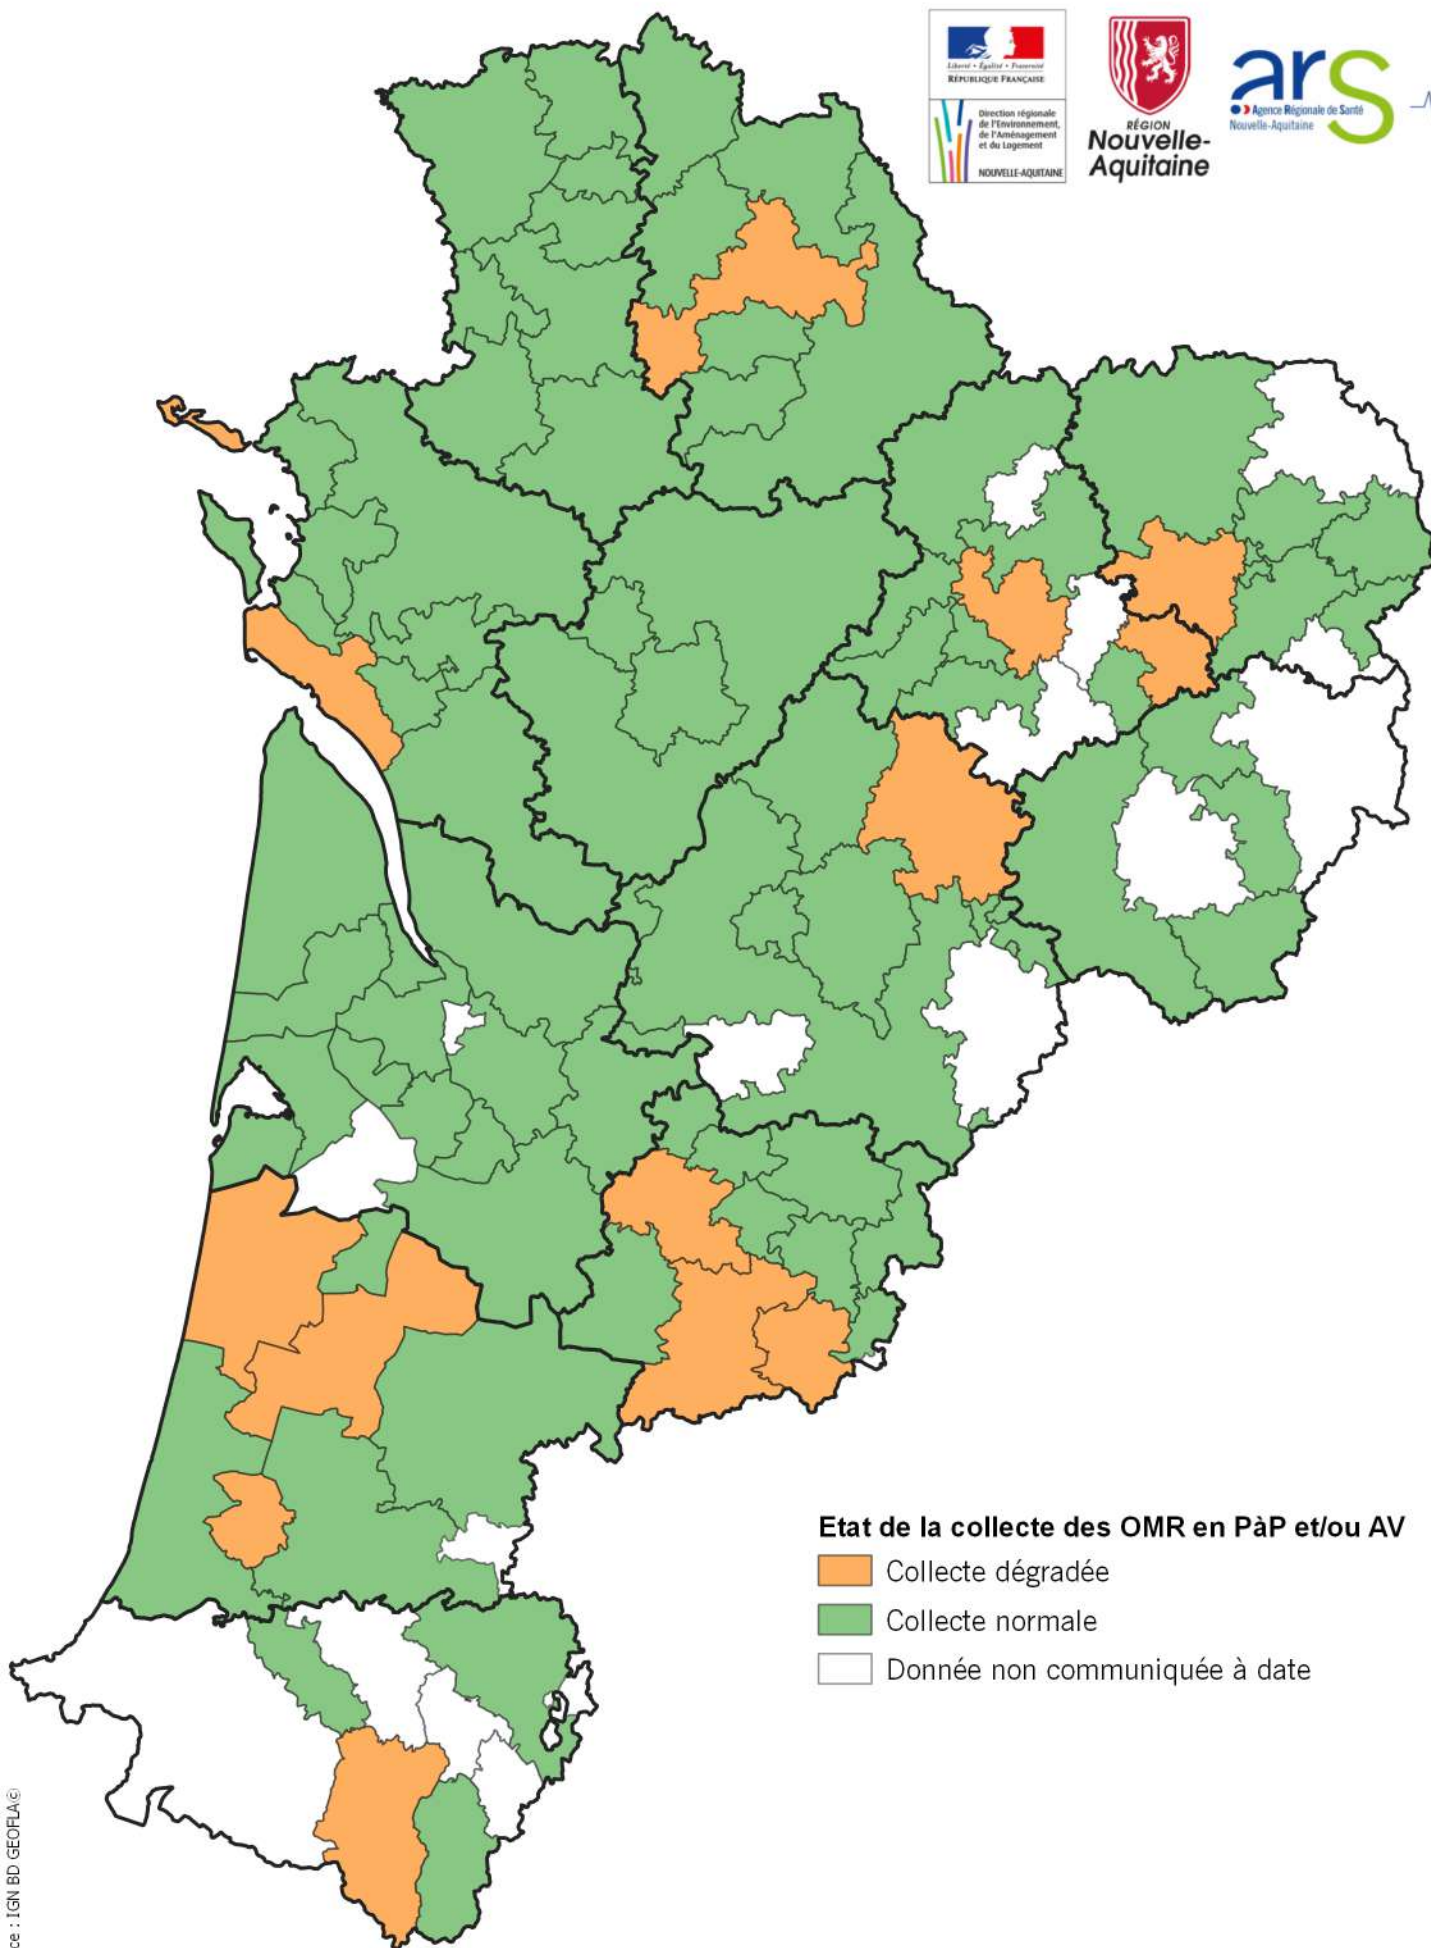 Liberté • Égalité • Fraternité
RÉPUBLIQUE FRANÇAISE
Direction régionale
de l'Environnement,
de l'Aménagement
et du Logement
NOUVELLE-AQUITAINE
RÉGION
Nouvelle-
Aquitaine
ars
Agence Régionale de Santé
Nouvelle-Aquitaine
Etat de la collecte des OMR en PàP et/ou AV
Collecte dégradée
Collecte normale
Donnée non communiquée à date
ce : IGN BD GEOFLA©